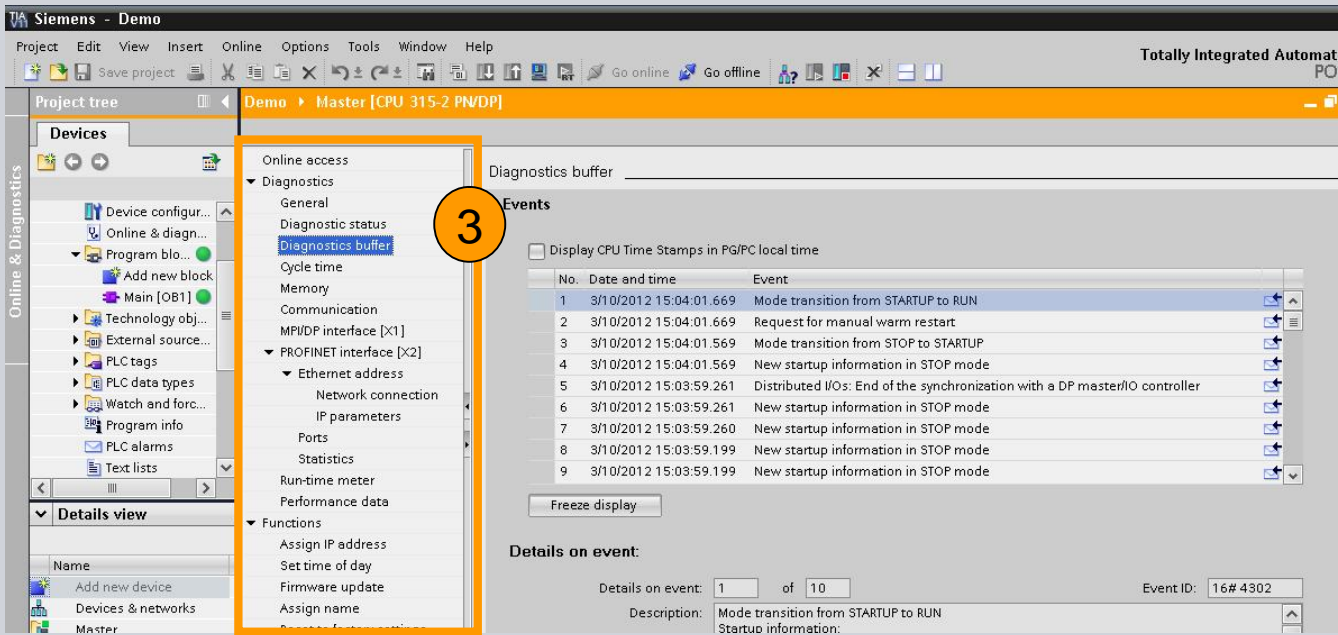 Siemens - Demo
Project Edit View Insert Online Options Tools Window Help
Totally Integrated Automat
PO
Save project Go online Go offline
Project tree
Demo Master [CPU 315-2 PN/DP]
Devices
Online & Diagnostics
Device configur...
Online & diagn...
Program blo...
Add new block
Main [OB1]
Technology obj...
External source...
PLC tags
PLC data types
Watch and forc...
Program info
PLC alarms
Text lists
Details view
Name
Add new device
Devices & networks
Master
Online access
Diagnostics
General
Diagnostic status
Diagnostics buffer
Cycle time
Memory
Communication
MPI/DP interface [X1]
PROFINET interface [X2]
Ethernet address
Network connection
IP parameters
Ports
Statistics
Run-time meter
Performance data
Functions
Assign IP address
Set time of day
Firmware update
Assign name
Reset to factory settings
3
Diagnostics buffer
Events
Display CPU Time Stamps in PG/PC local time
No. Date and time Event
1 3/10/2012 15:04:01.669 Mode transition from STARTUP to RUN
2 3/10/2012 15:04:01.669 Request for manual warm restart
3 3/10/2012 15:04:01.569 Mode transition from STOP to STARTUP
4 3/10/2012 15:04:01.569 New startup information in STOP mode
5 3/10/2012 15:03:59.261 Distributed I/Os: End of the synchronization with a DP master/IO controller
6 3/10/2012 15:03:59.261 New startup information in STOP mode
7 3/10/2012 15:03:59.260 New startup information in STOP mode
8 3/10/2012 15:03:59.199 New startup information in STOP mode
9 3/10/2012 15:03:59.199 New startup information in STOP mode
Freeze display
Details on event:
Details on event: 1 of 10 Event ID: 16# 4302
Description: Mode transition from STARTUP to RUN
Startup information: